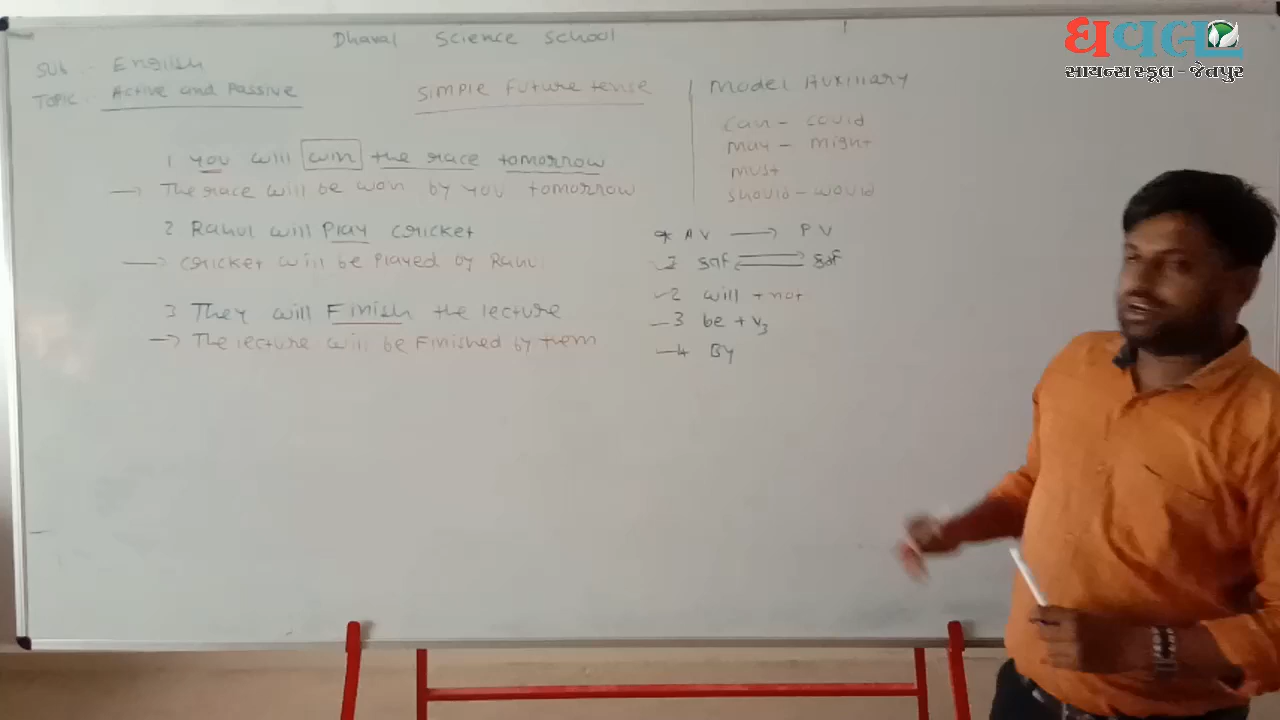 ધવલ
સાયન્સ સ્કૂલ - જેતપુર
Dhaval Science School
Sub :- English
Topic :- Active and Passive
Simple Future tense
Model Auxiliary
can - could
may - might
must
should - would
1 You will win the race tomorrow
→ The race will be won by you tomorrow
2 Rahul will Play cricket
→ cricket will be Played by Rahul
3 They will Finish the lecture
→ The lecture will be Finished by them
* A V → P V
1 કર્તા કર્મ
2 will + not
3 be + V3
4 By